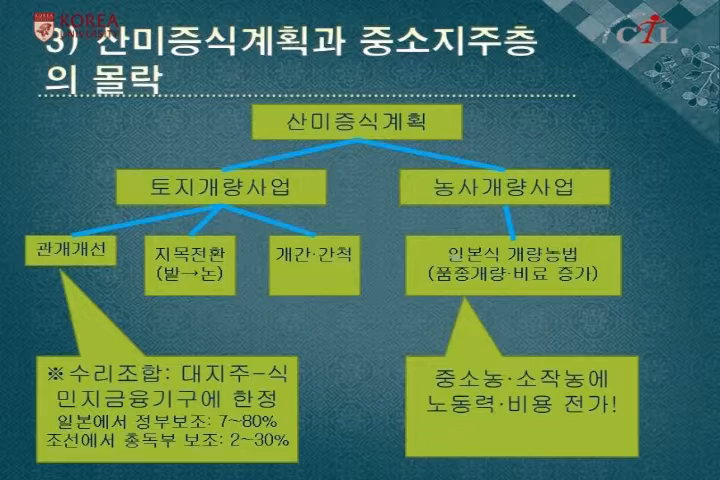 KOREA
UNIVERSITY
CTL
3) 산미증식계획과 중소지주층
의 몰락
산미증식계획
토지개량사업
농사개량사업
관개개선
지목전환
(밭→논)
개간·간척
일본식 개량농법
(품종개량·비료 증가)
※수리조합: 대지주-식
민지금융기구에 한정
일본에서 정부보조: 7~80%
조선에서 총독부 보조: 2~30%
중소농·소작농에
노동력·비용 전가!